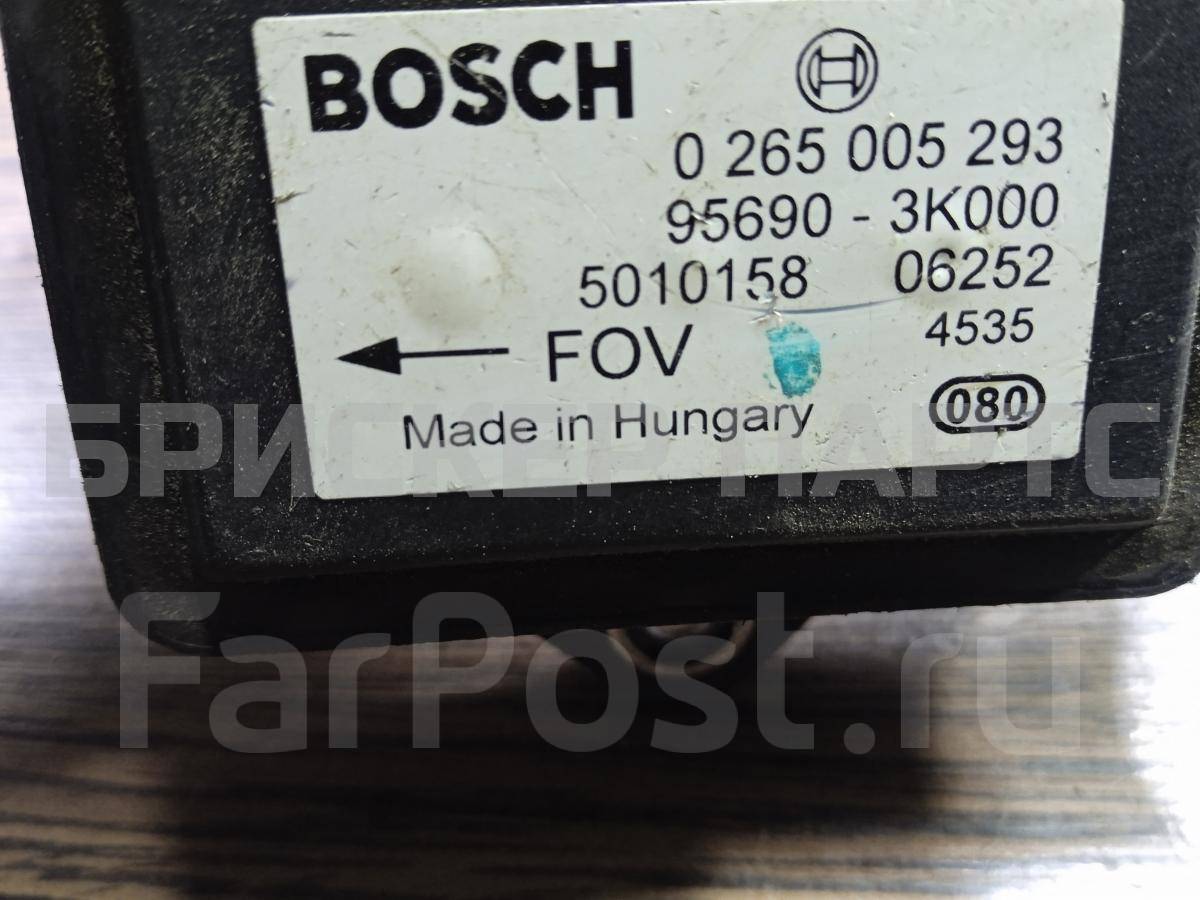 BOSCH
0 265 005 293
95690 - 3K000
5010158 06252
FOV 4535
Made in Hungary 080
БРИСКЕР ПАРТС
FarPost.ru